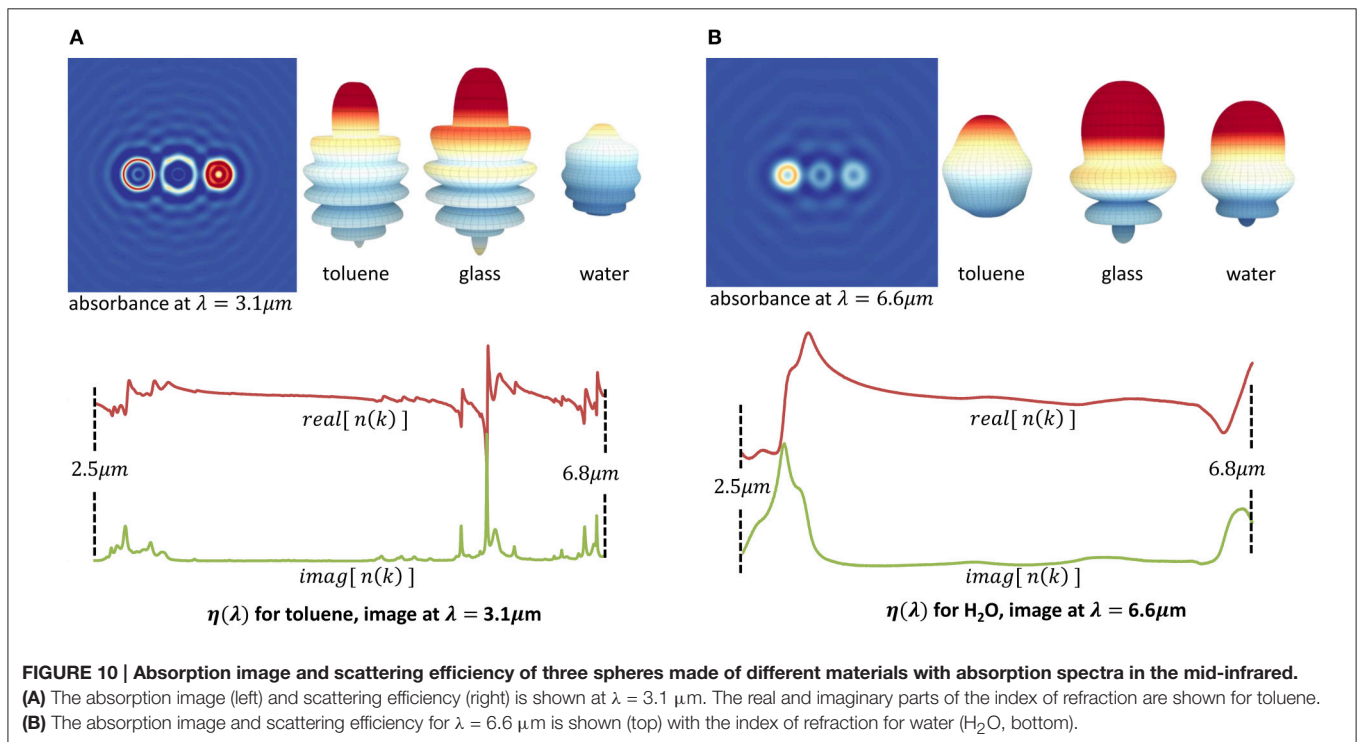 A
toluene glass water
absorbance at λ = 3.1μm
real[ n(k) ]
2.5μm
6.8μm
imag[ n(k) ]
η(λ) for toluene, image at λ = 3.1μm
B
toluene glass water
absorbance at λ = 6.6μm
real[ n(k) ]
2.5μm
6.8μm
imag[ n(k) ]
η(λ) for H₂O, image at λ = 6.6μm
FIGURE 10 | Absorption image and scattering efficiency of three spheres made of different materials with absorption spectra in the mid-infrared.
(A) The absorption image (left) and scattering efficiency (right) is shown at λ = 3.1 μm. The real and imaginary parts of the index of refraction are shown for toluene.
(B) The absorption image and scattering efficiency for λ = 6.6 μm is shown (top) with the index of refraction for water (H₂O, bottom).